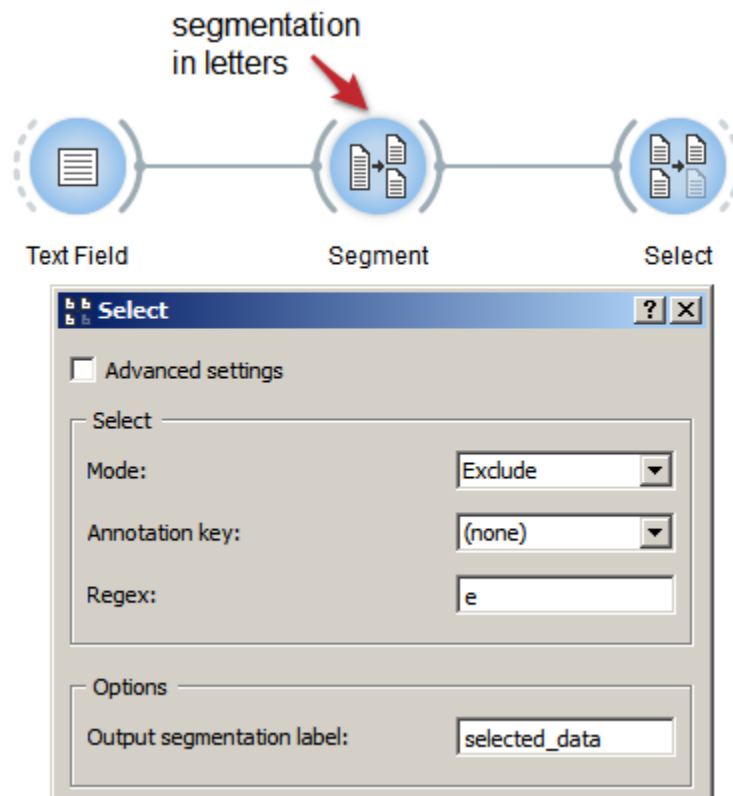 segmentation
in letters
Text Field
Segment
Select
Select
?
Advanced settings
Select
Mode:
Exclude
Annotation key:
(none)
Regex:
e
Options
Output segmentation label:
selected_data